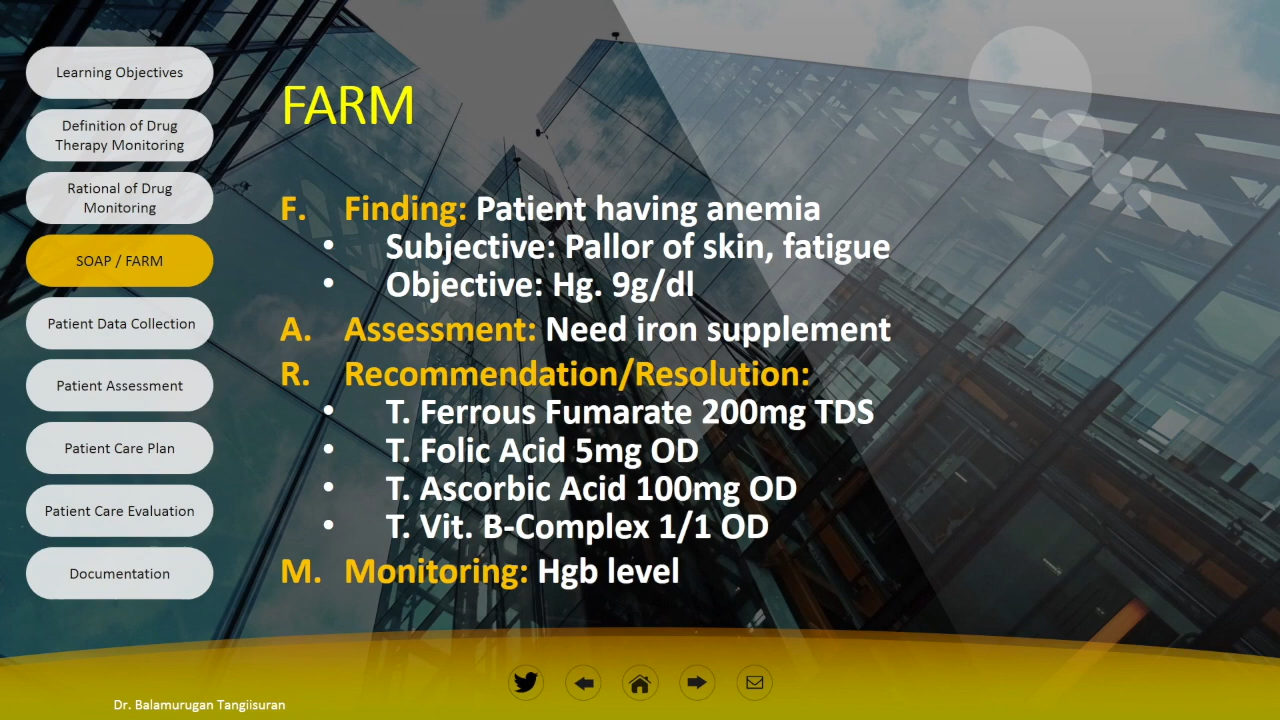 Learning Objectives
Definition of Drug
Therapy Monitoring
Rational of Drug
Monitoring
SOAP / FARM
Patient Data Collection
Patient Assessment
Patient Care Plan
Patient Care Evaluation
Documentation
FARM
F. Finding: Patient having anemia
• Subjective: Pallor of skin, fatigue
• Objective: Hg. 9g/dl
A. Assessment: Need iron supplement
R. Recommendation/Resolution:
• T. Ferrous Fumarate 200mg TDS
• T. Folic Acid 5mg OD
• T. Ascorbic Acid 100mg OD
• T. Vit. B-Complex 1/1 OD
M. Monitoring: Hgb level
Dr. Balamurugan Tangiisuran